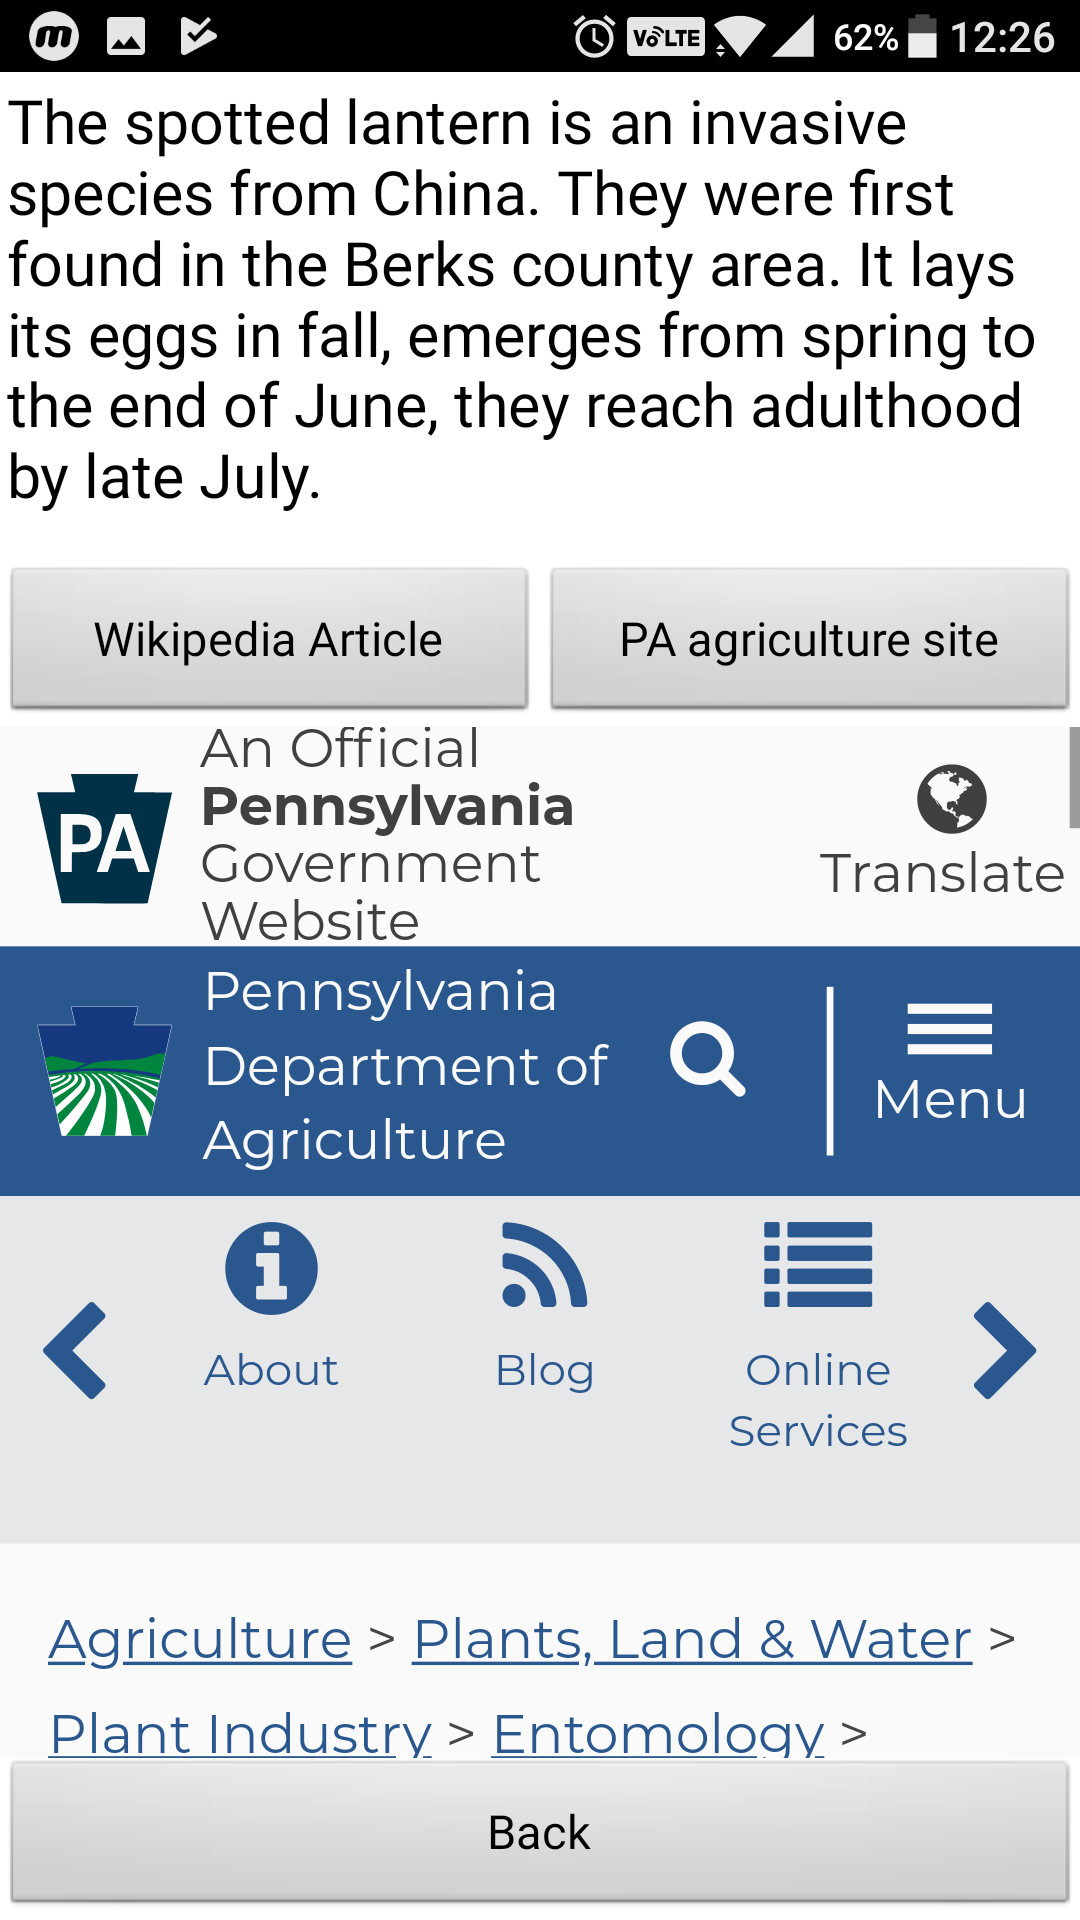 VoLTE 62% 12:26
The spotted lantern is an invasive
species from China. They were first
found in the Berks county area. It lays
its eggs in fall, emerges from spring to
the end of June, they reach adulthood
by late July.
Wikipedia Article
PA agriculture site
An Official
Pennsylvania
Government
Website
PA
Translate
Pennsylvania
Department of
Agriculture
Menu
About
Blog
Online
Services
Agriculture > Plants, Land & Water >
Plant Industry > Entomology >
Back